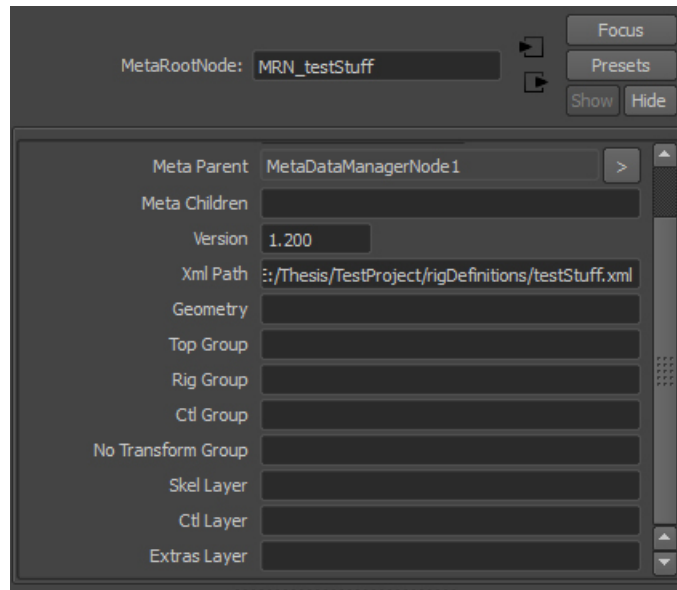 Focus
MetaRootNode: MRN_testStuff
Presets
Show Hide
Meta Parent MetaDataManagerNode1 >
Meta Children
Version 1.200
Xml Path :/Thesis/TestProject/rigDefinitions/testStuff.xml
Geometry
Top Group
Rig Group
Ctl Group
No Transform Group
Skel Layer
Ctl Layer
Extras Layer